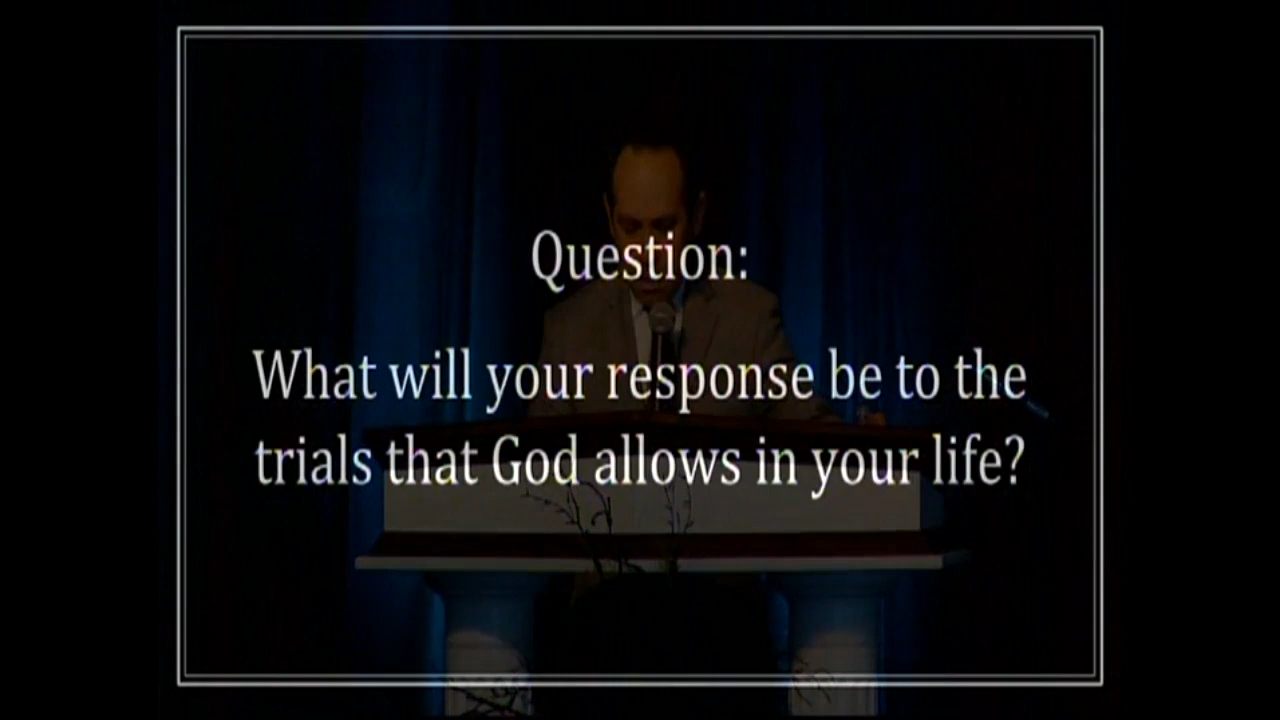 Question:
What will your response be to the
trials that God allows in your life?